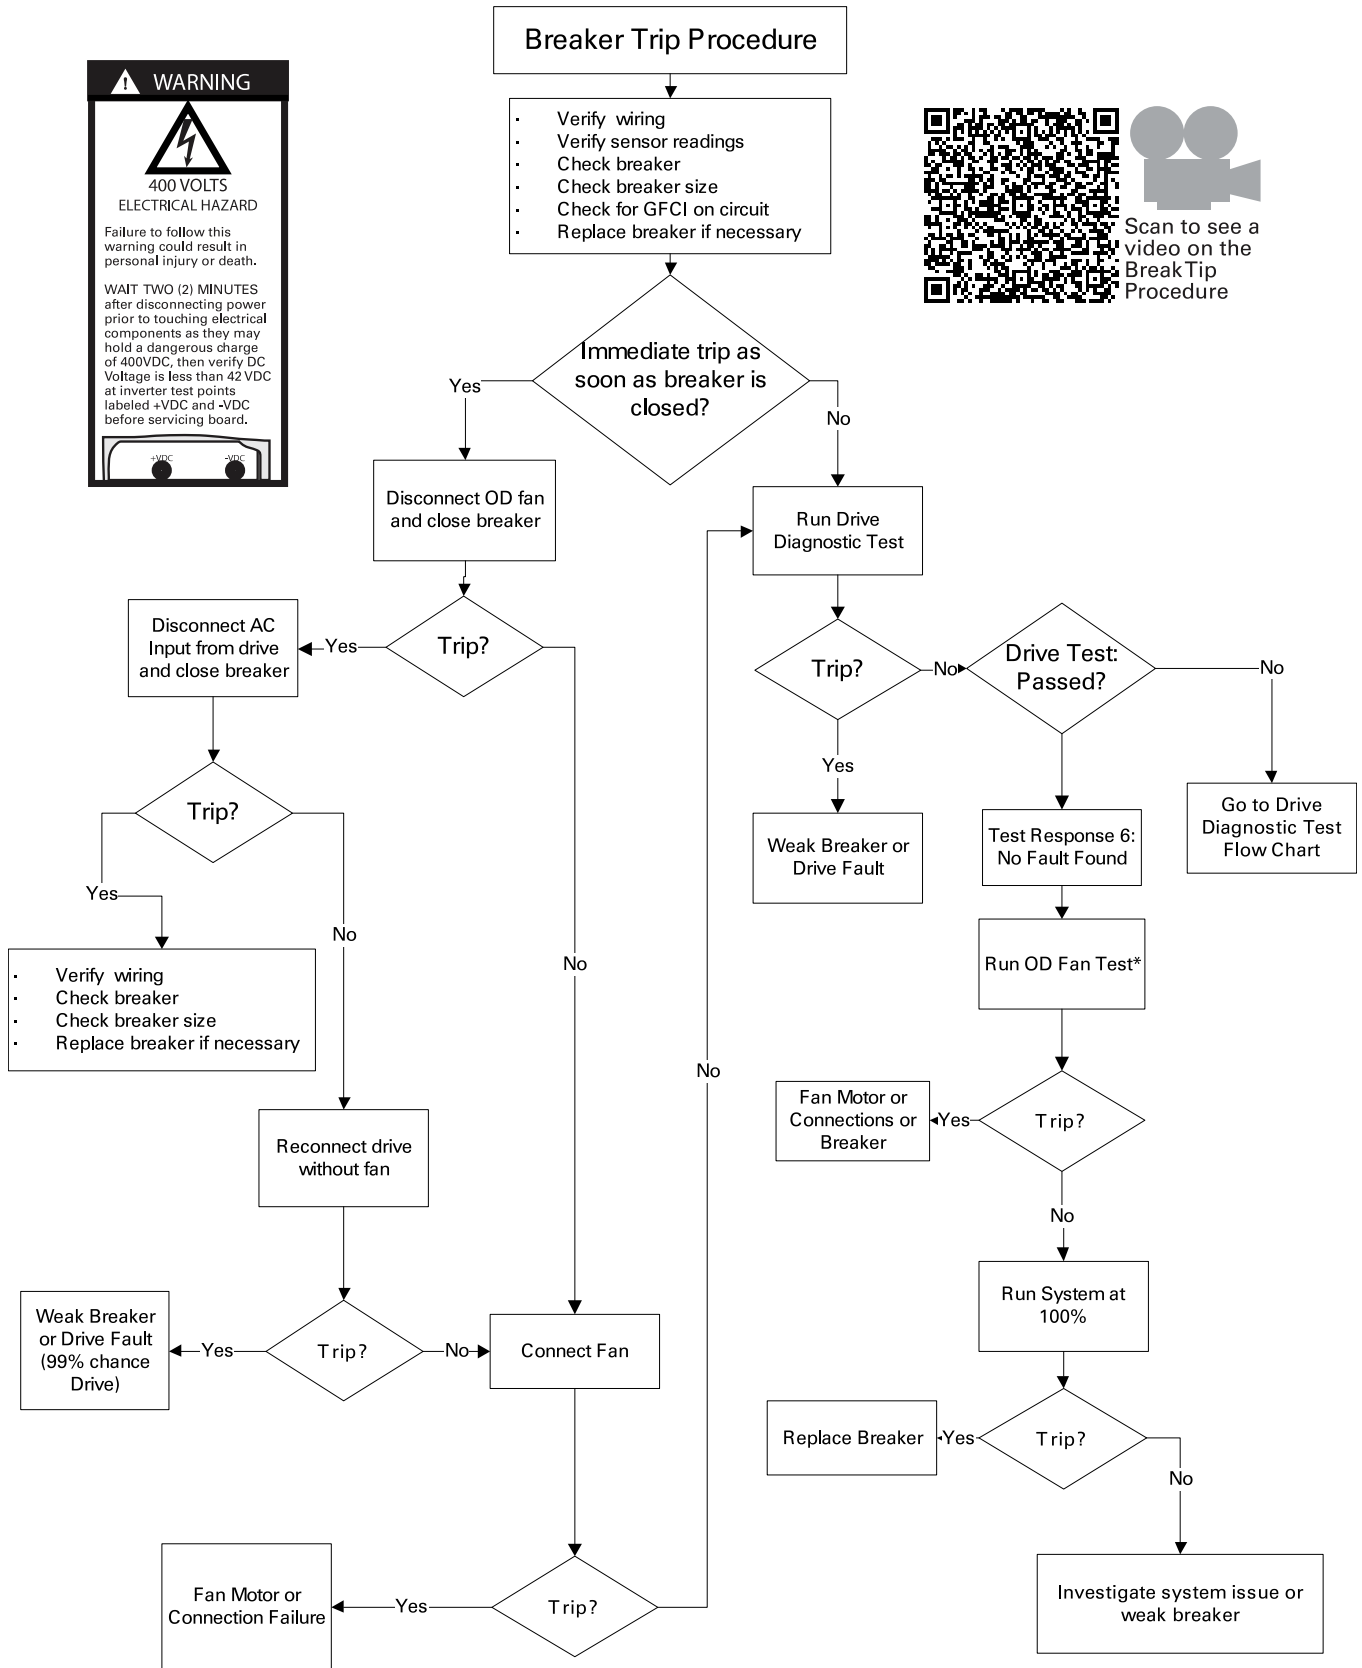 Breaker Trip Procedure
WARNING
400 VOLTS
ELECTRICAL HAZARD
Failure to follow this
warning could result in
personal injury or death.
WAIT TWO (2) MINUTES
after disconnecting power
prior to touching electrical
components as they may
hold a dangerous charge
of 400VDC, then verify DC
Voltage is less than 42 VDC
at inverter test points
labeled +VDC and -VDC
before servicing board.
+VDC
-VDC
· Verify wiring
· Verify sensor readings
· Check breaker
· Check breaker size
· Check for GFCI on circuit
· Replace breaker if necessary
Scan to see a
video on the
Break Tip
Procedure
Immediate trip as
soon as breaker is
closed?
Yes
No
Disconnect OD fan
and close breaker
Run Drive
Diagnostic Test
Disconnect AC
Input from drive
and close breaker
Yes
Trip?
Trip?
No
Drive Test:
Passed?
No
Yes
Trip?
Go to Drive
Diagnostic Test
Flow Chart
Weak Breaker or
Drive Fault
Test Response 6:
No Fault Found
Yes
No
No
Run OD Fan Test*
· Verify wiring
· Check breaker
· Check breaker size
· Replace breaker if necessary
No
Fan Motor or
Connections or
Breaker
Yes
Trip?
Reconnect drive
without fan
No
Run System at
100%
Weak Breaker
or Drive Fault
(99% chance
Drive)
Yes
Trip?
No
Connect Fan
Replace Breaker
Yes
Trip?
No
Fan Motor or
Connection Failure
Yes
Trip?
Investigate system issue or
weak breaker